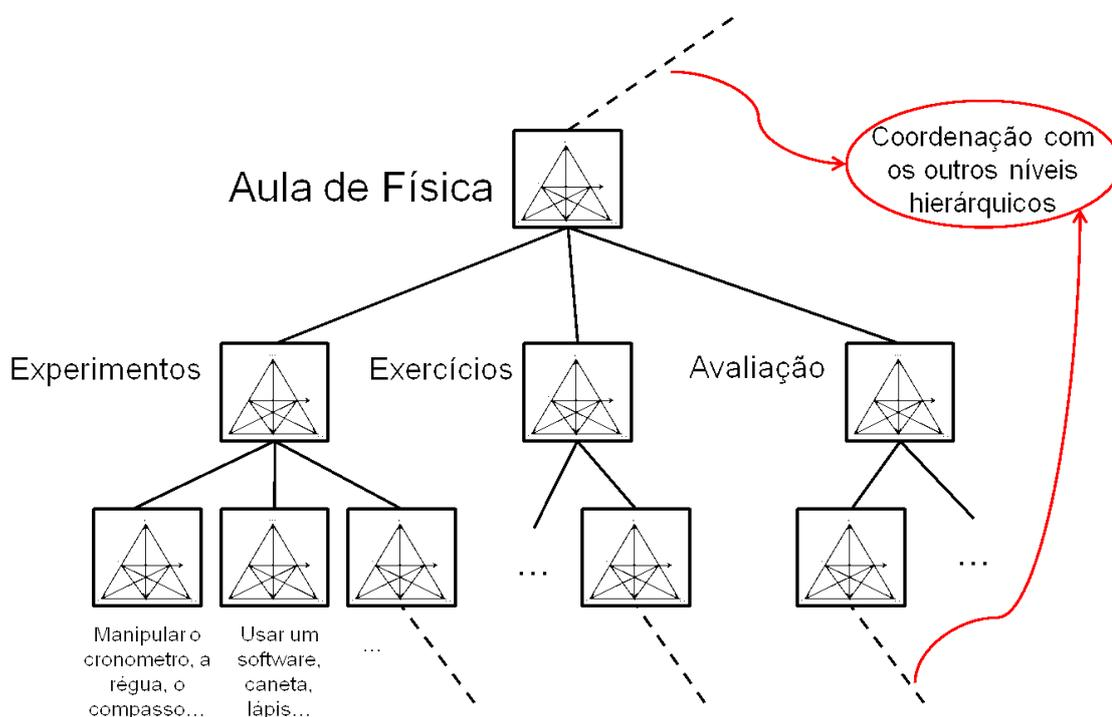 Coordenação com
os outros níveis
hierárquicos
Aula de Física
Experimentos
Exercícios
Avaliação
...
...
Manipular o
cronometro, a
régua, o
compasso...
Usar um
software,
caneta,
lápis...
...